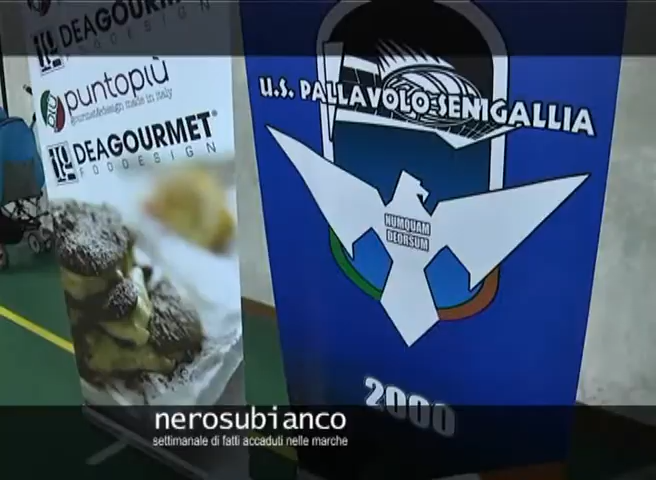 DEAGOURMET
FOODESIGN
puntopiù
gourmet&design made in italy
DEAGOURMET®
FOODESIGN
U.S. PALLAVOLO-SENIGALLIA
NUMQUAM
DEORSUM
2000
nerosubianco
settimanale di fatti accaduti nelle marche